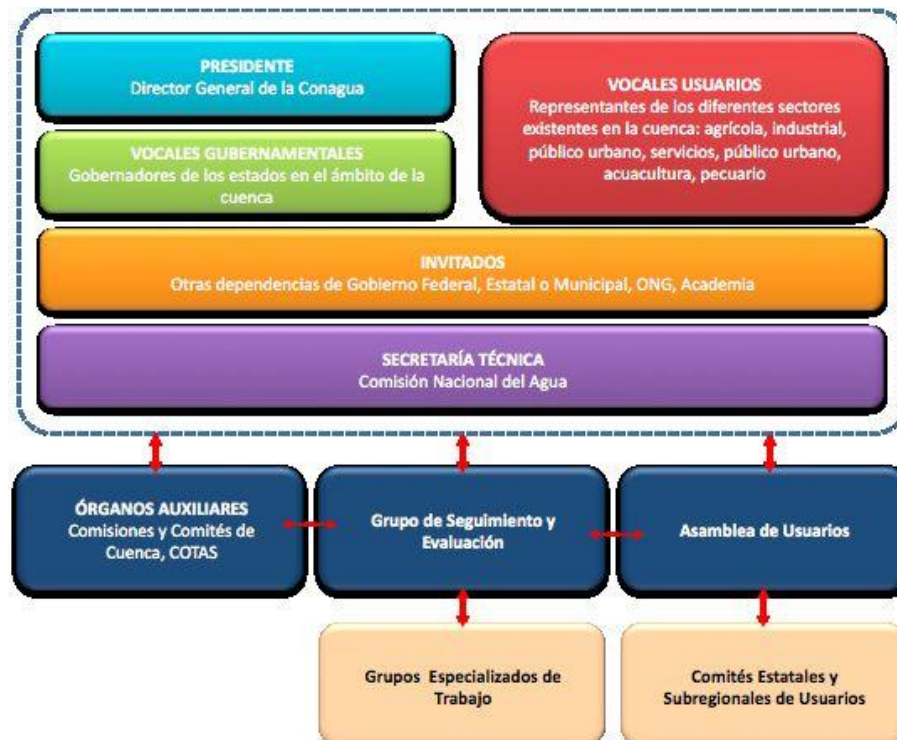 PRESIDENTE
Director General de la Conagua
VOCALES GUBERNAMENTALES
Gobernadores de los estados en el ámbito de la
cuenca
VOCALES USUARIOS
Representantes de los diferentes sectores
existentes en la cuenca: agrícola, industrial,
público urbano, servicios, público urbano,
acuacultura, pecuario
INVITADOS
Otras dependencias de Gobierno Federal, Estatal o Municipal, ONG, Academia
SECRETARÍA TÉCNICA
Comisión Nacional del Agua
ÓRGANOS AUXILIARES
Comisiones y Comités de
Cuenca, COTAS
Grupo de Seguimiento y
Evaluación
Asamblea de Usuarios
Grupos Especializados de
Trabajo
Comités Estatales y
Subregionales de Usuarios